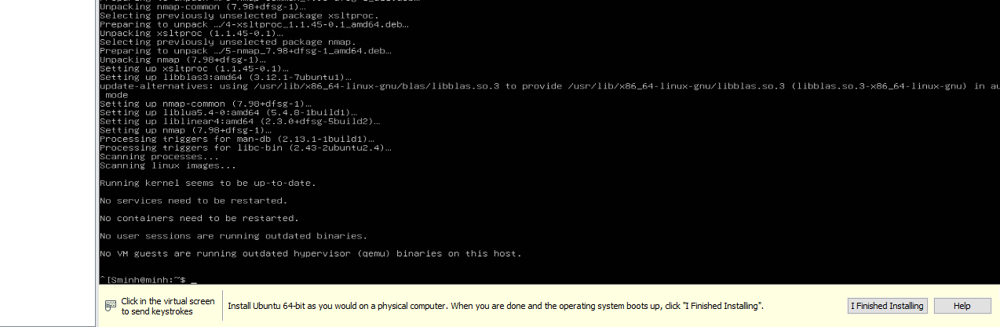 Unpacking nmap-common (7.98+dfsg-1)…
Selecting previously unselected package xsltproc.
Preparing to unpack …/4-xsltproc_1.1.45-0.1_amd64.deb…
Unpacking xsltproc (1.1.45-0.1)…
Selecting previously unselected package nmap.
Preparing to unpack …/5-nmap_7.98+dfsg-1_amd64.deb…
Unpacking nmap (7.98+dfsg-1)…
Setting up xsltproc (1.1.45-0.1)…
Setting up libblas3:amd64 (3.12.1-7ubuntu1)…
update-alternatives: using /usr/lib/x86_64-linux-gnu/blas/libblas.so.3 to provide /usr/lib/x86_64-linux-gnu/libblas.so.3 (libblas.so.3-x86_64-linux-gnu) in au
mode
Setting up nmap-common (7.98+dfsg-1)…
Setting up liblua5.4-0:amd64 (5.4.8-1build1)…
Setting up liblinear4:amd64 (2.3.0+dfsg-5build2)…
Setting up nmap (7.98+dfsg-1)…
Processing triggers for man-db (2.13.1-1build1)…
Processing triggers for libc-bin (2.43-2ubuntu2.4)…
Scanning processes...
Scanning linux images...
Running kernel seems to be up-to-date.
No services need to be restarted.
No containers need to be restarted.
No user sessions are running outdated binaries.
No VM guests are running outdated hypervisor (qemu) binaries on this host.
^[Sminh@minh:~$ _
Click in the virtual screen
to send keystrokes
Install Ubuntu 64-bit as you would on a physical computer. When you are done and the operating system boots up, click "I Finished Installing".
I Finished Installing
Help